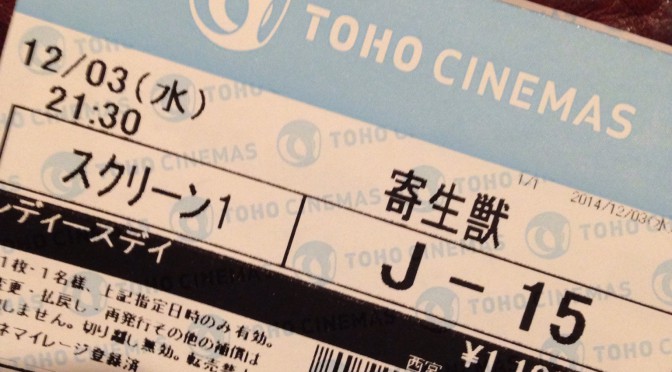 TOHO CINEMAS
12/03(水)
21:30
1/1
2014/12/03(水
スクリーン1
寄生獣
J-15
ディースデイ
1枚・1名様、上記指定日時のみ有効。
変更・払戻し・再発行その他の補償は
しません。切り離し無効。転売禁
ネマイレージ登録済
西宮
¥1,10